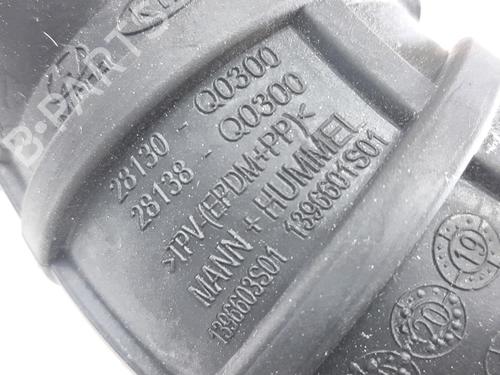 B-PARTS
28130 - Q0300
28138 - Q0300
>TPV-(EPDM+PP)<
MANN + HUMMEL
1396603S01 1396601S01
19
20